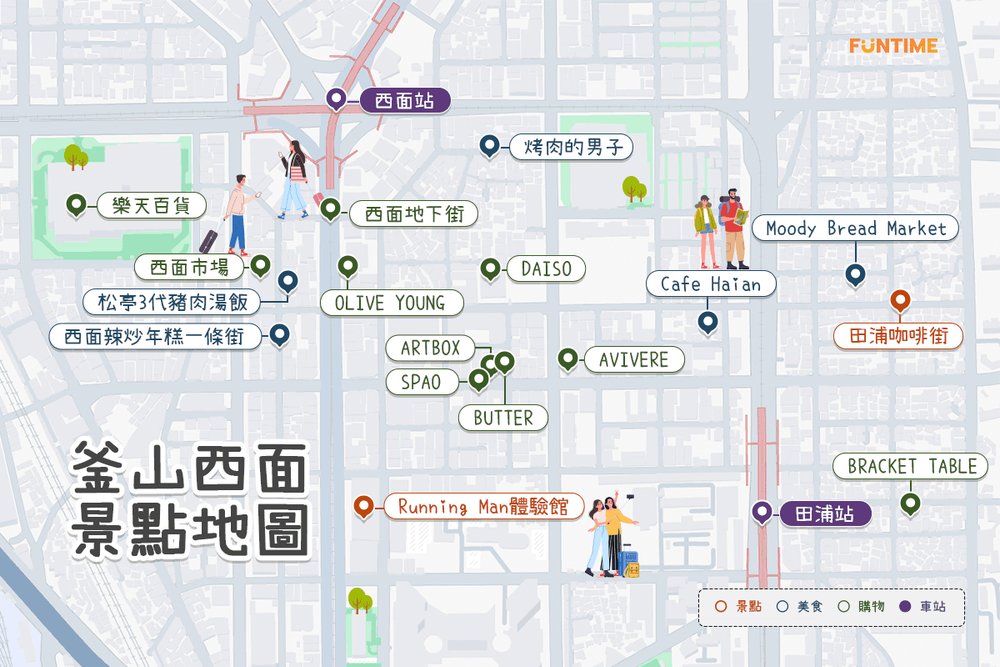 FUNTIME
西面站
烤肉的男子
樂天百貨
西面地下街
Moody Bread Market
西面市場
DAISO
Cafe Haian
松亭3代豬肉湯飯
OLIVE YOUNG
西面辣炒年糕一條街
田浦咖啡街
ARTBOX
AVIVERE
SPAO
BUTTER
釜山西面
景點地圖
BRACKET TABLE
Running Man體驗館
田浦站
景點
美食
購物
車站